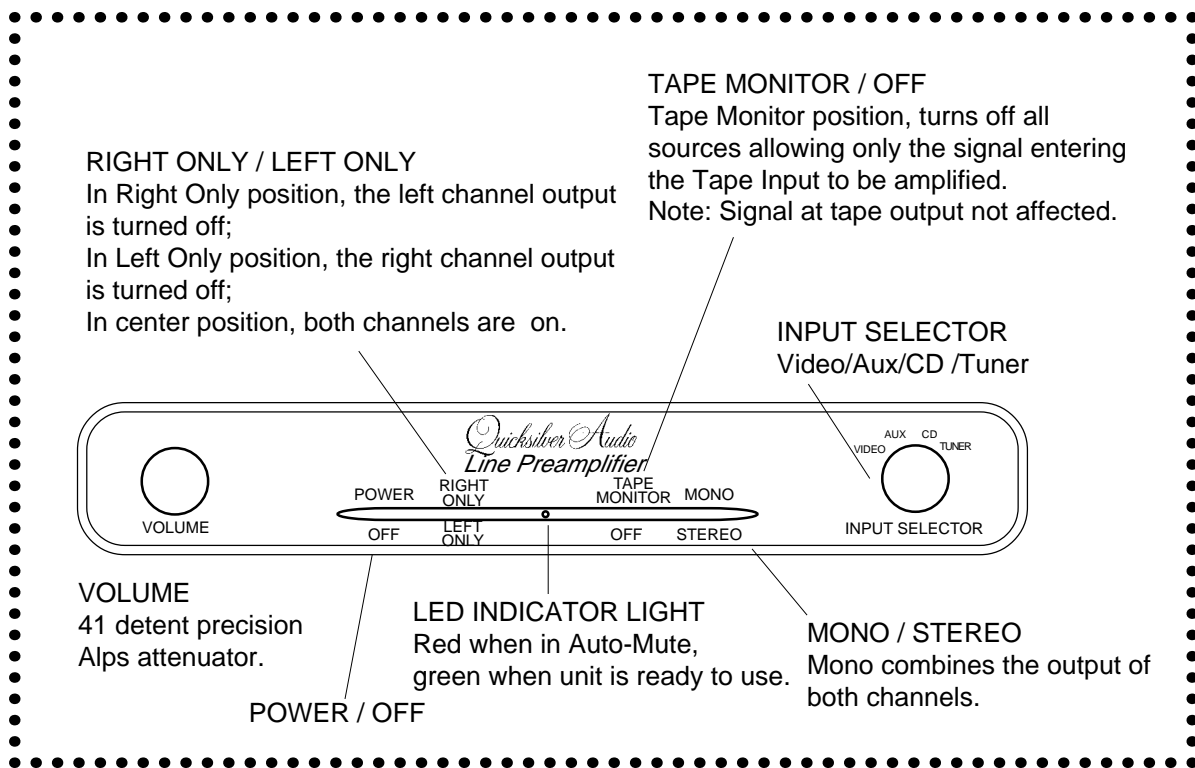 TAPE MONITOR / OFF
Tape Monitor position, turns off all
sources allowing only the signal entering
the Tape Input to be amplified.
Note: Signal at tape output not affected.
RIGHT ONLY / LEFT ONLY
In Right Only position, the left channel output
is turned off;
In Left Only position, the right channel output
is turned off;
In center position, both channels are  on.
INPUT SELECTOR
Video/Aux/CD /Tuner
Quicksilver Audio
Line Preamplifier
VOLUME
POWER
OFF
RIGHT
ONLY
LEFT
ONLY
TAPE
MONITOR
OFF
MONO
STEREO
VIDEO
AUX
CD
TUNER
INPUT SELECTOR
VOLUME
41 detent precision
Alps attenuator.
POWER / OFF
LED INDICATOR LIGHT
Red when in Auto-Mute,
green when unit is ready to use.
MONO / STEREO
Mono combines the output of
both channels.